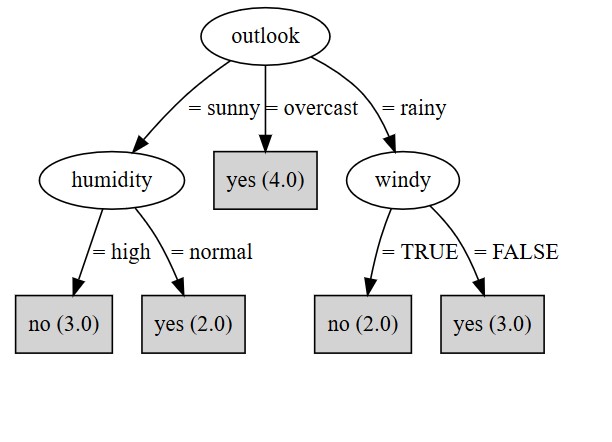 outlook
= sunny = overcast = rainy
humidity yes (4.0) windy
= high = normal = TRUE = FALSE
no (3.0) yes (2.0) no (2.0) yes (3.0)